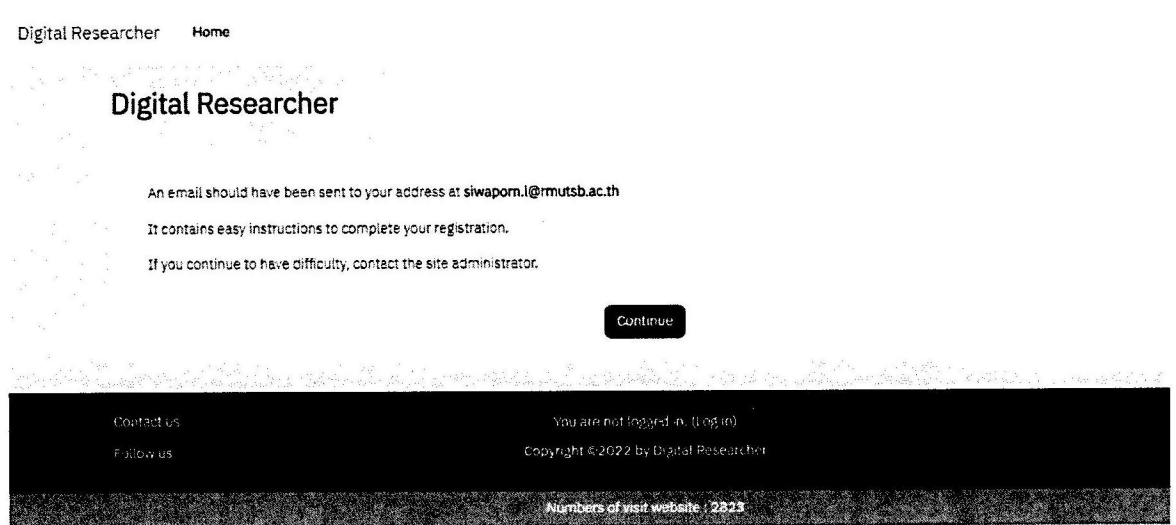 Digital Researcher Home
Digital Researcher
An email should have been sent to your address at siwaporn.i@rmutsb.ac.th
It contains easy instructions to complete your registration.
If you continue to have difficulty, contact the site administrator.
Continue
Contact us
You are not logged in. (Log in)
Follow us
Copyright ©2022 by Digital Researcher
Numbers of visit website : 2823